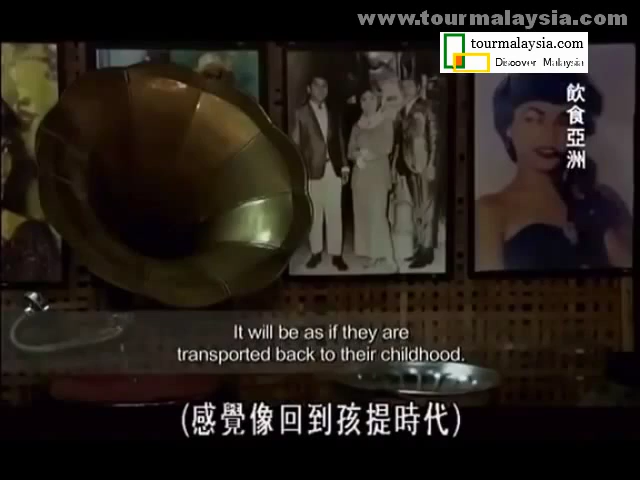 www.tourmalaysia.com
tourmalaysia.com
Discover Malaysia
飲食亞洲
It will be as if they are
transported back to their childhood.
(感覺像回到孩提時代)